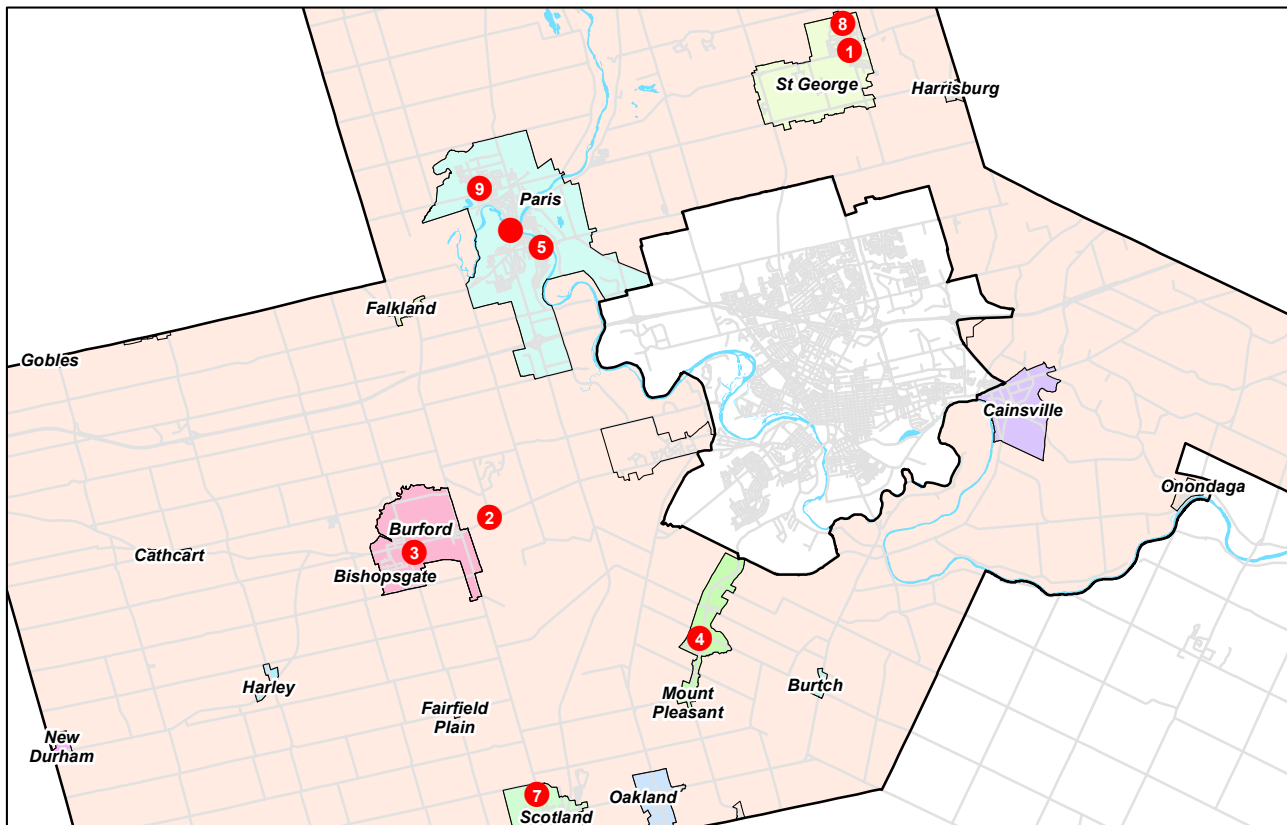 8
1
St George
Harrisburg
9
Paris
5
Falkland
Gobles
Cainsville
Onondaga
2
Burford
3
Cathcart
Bishopsgate
4
Harley
Mount
Pleasant
Burtch
Fairfield
Plain
New
Durham
7
Oakland
Scotland